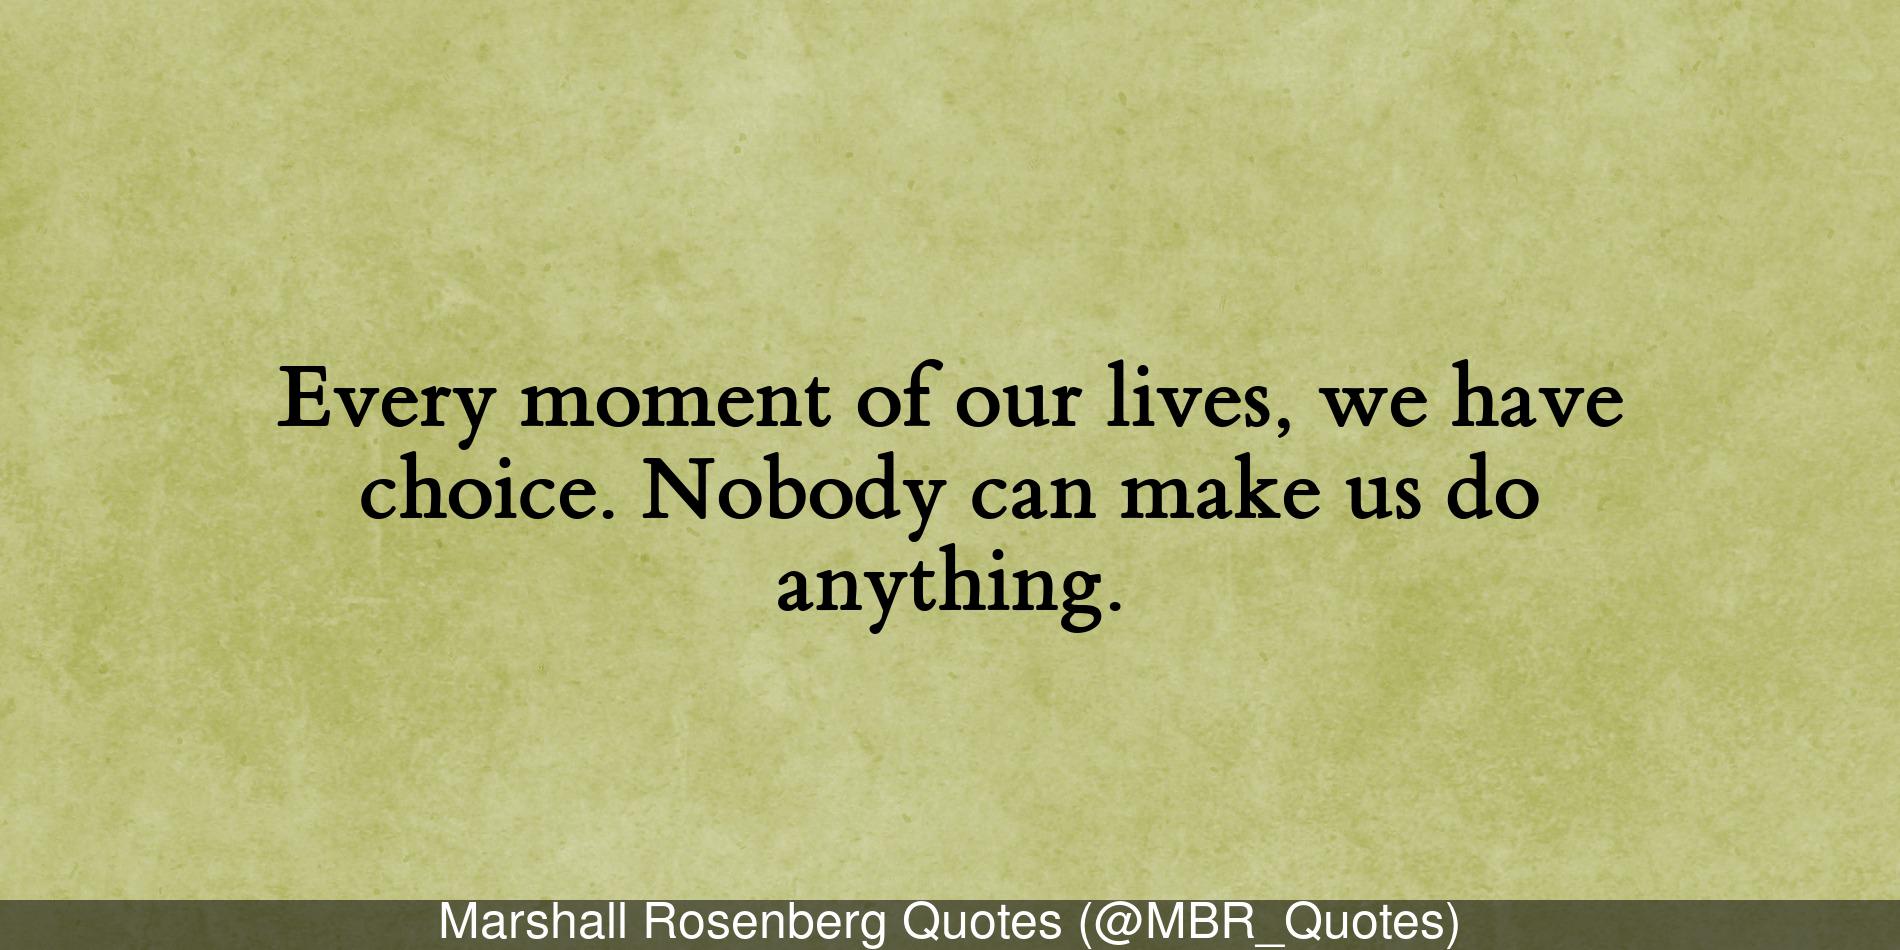 Every moment of our lives, we have
choice. Nobody can make us do
anything.
Marshall Rosenberg Quotes (@MBR_Quotes)